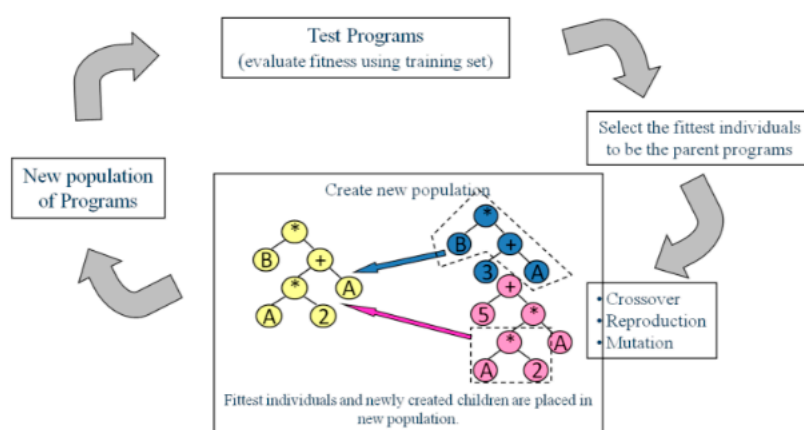 Test Programs
(evaluate fitness using training set)
Select the fittest individuals
to be the parent programs
New population
of Programs
Create new population
*
B
+
*
A
A
2
*
B
+
3
A
+
5
*
*
A
A
2
• Crossover
• Reproduction
• Mutation
Fittest individuals and newly created children are placed in
new population.